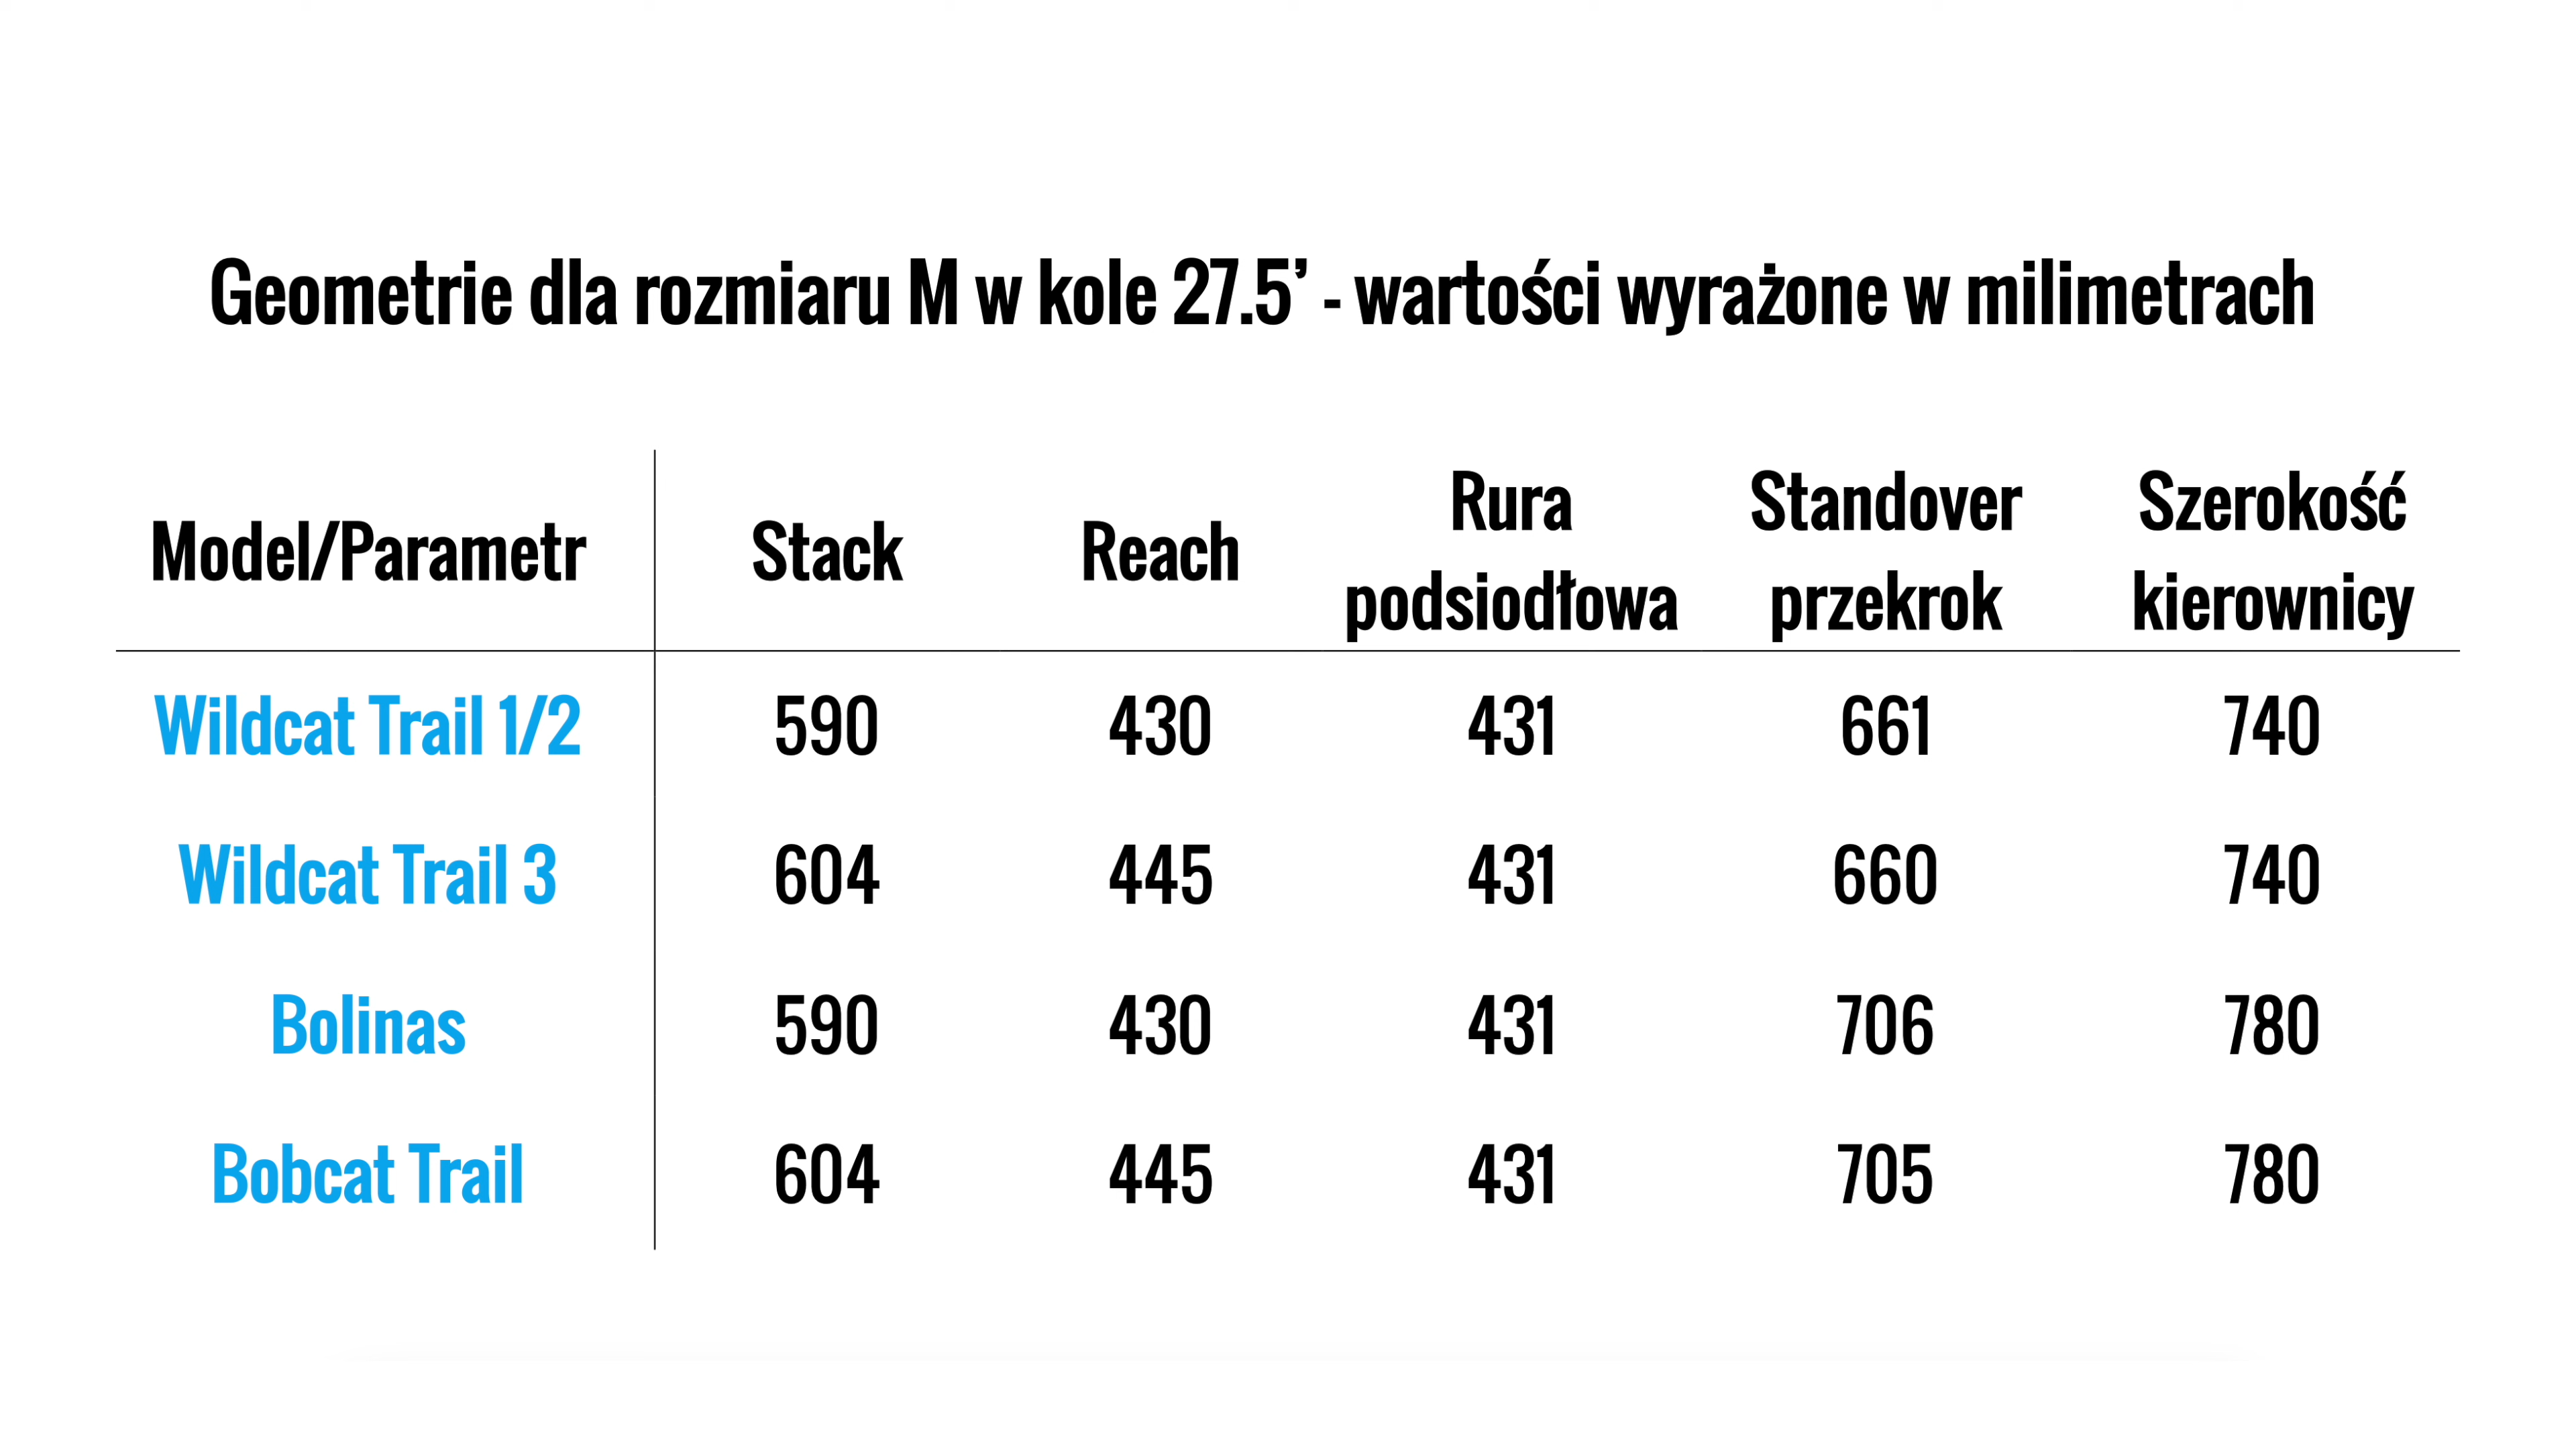 Geometrie dla rozmiaru M w kole 27.5’ - wartości wyrażone w milimetrach
Model/Parametr Stack Reach Rura podsiodłowa Standover przekrok Szerokość kierownicy
Wildcat Trail 1/2 590 430 431 661 740
Wildcat Trail 3 604 445 431 660 740
Bolinas 590 430 431 706 780
Bobcat Trail 604 445 431 705 780